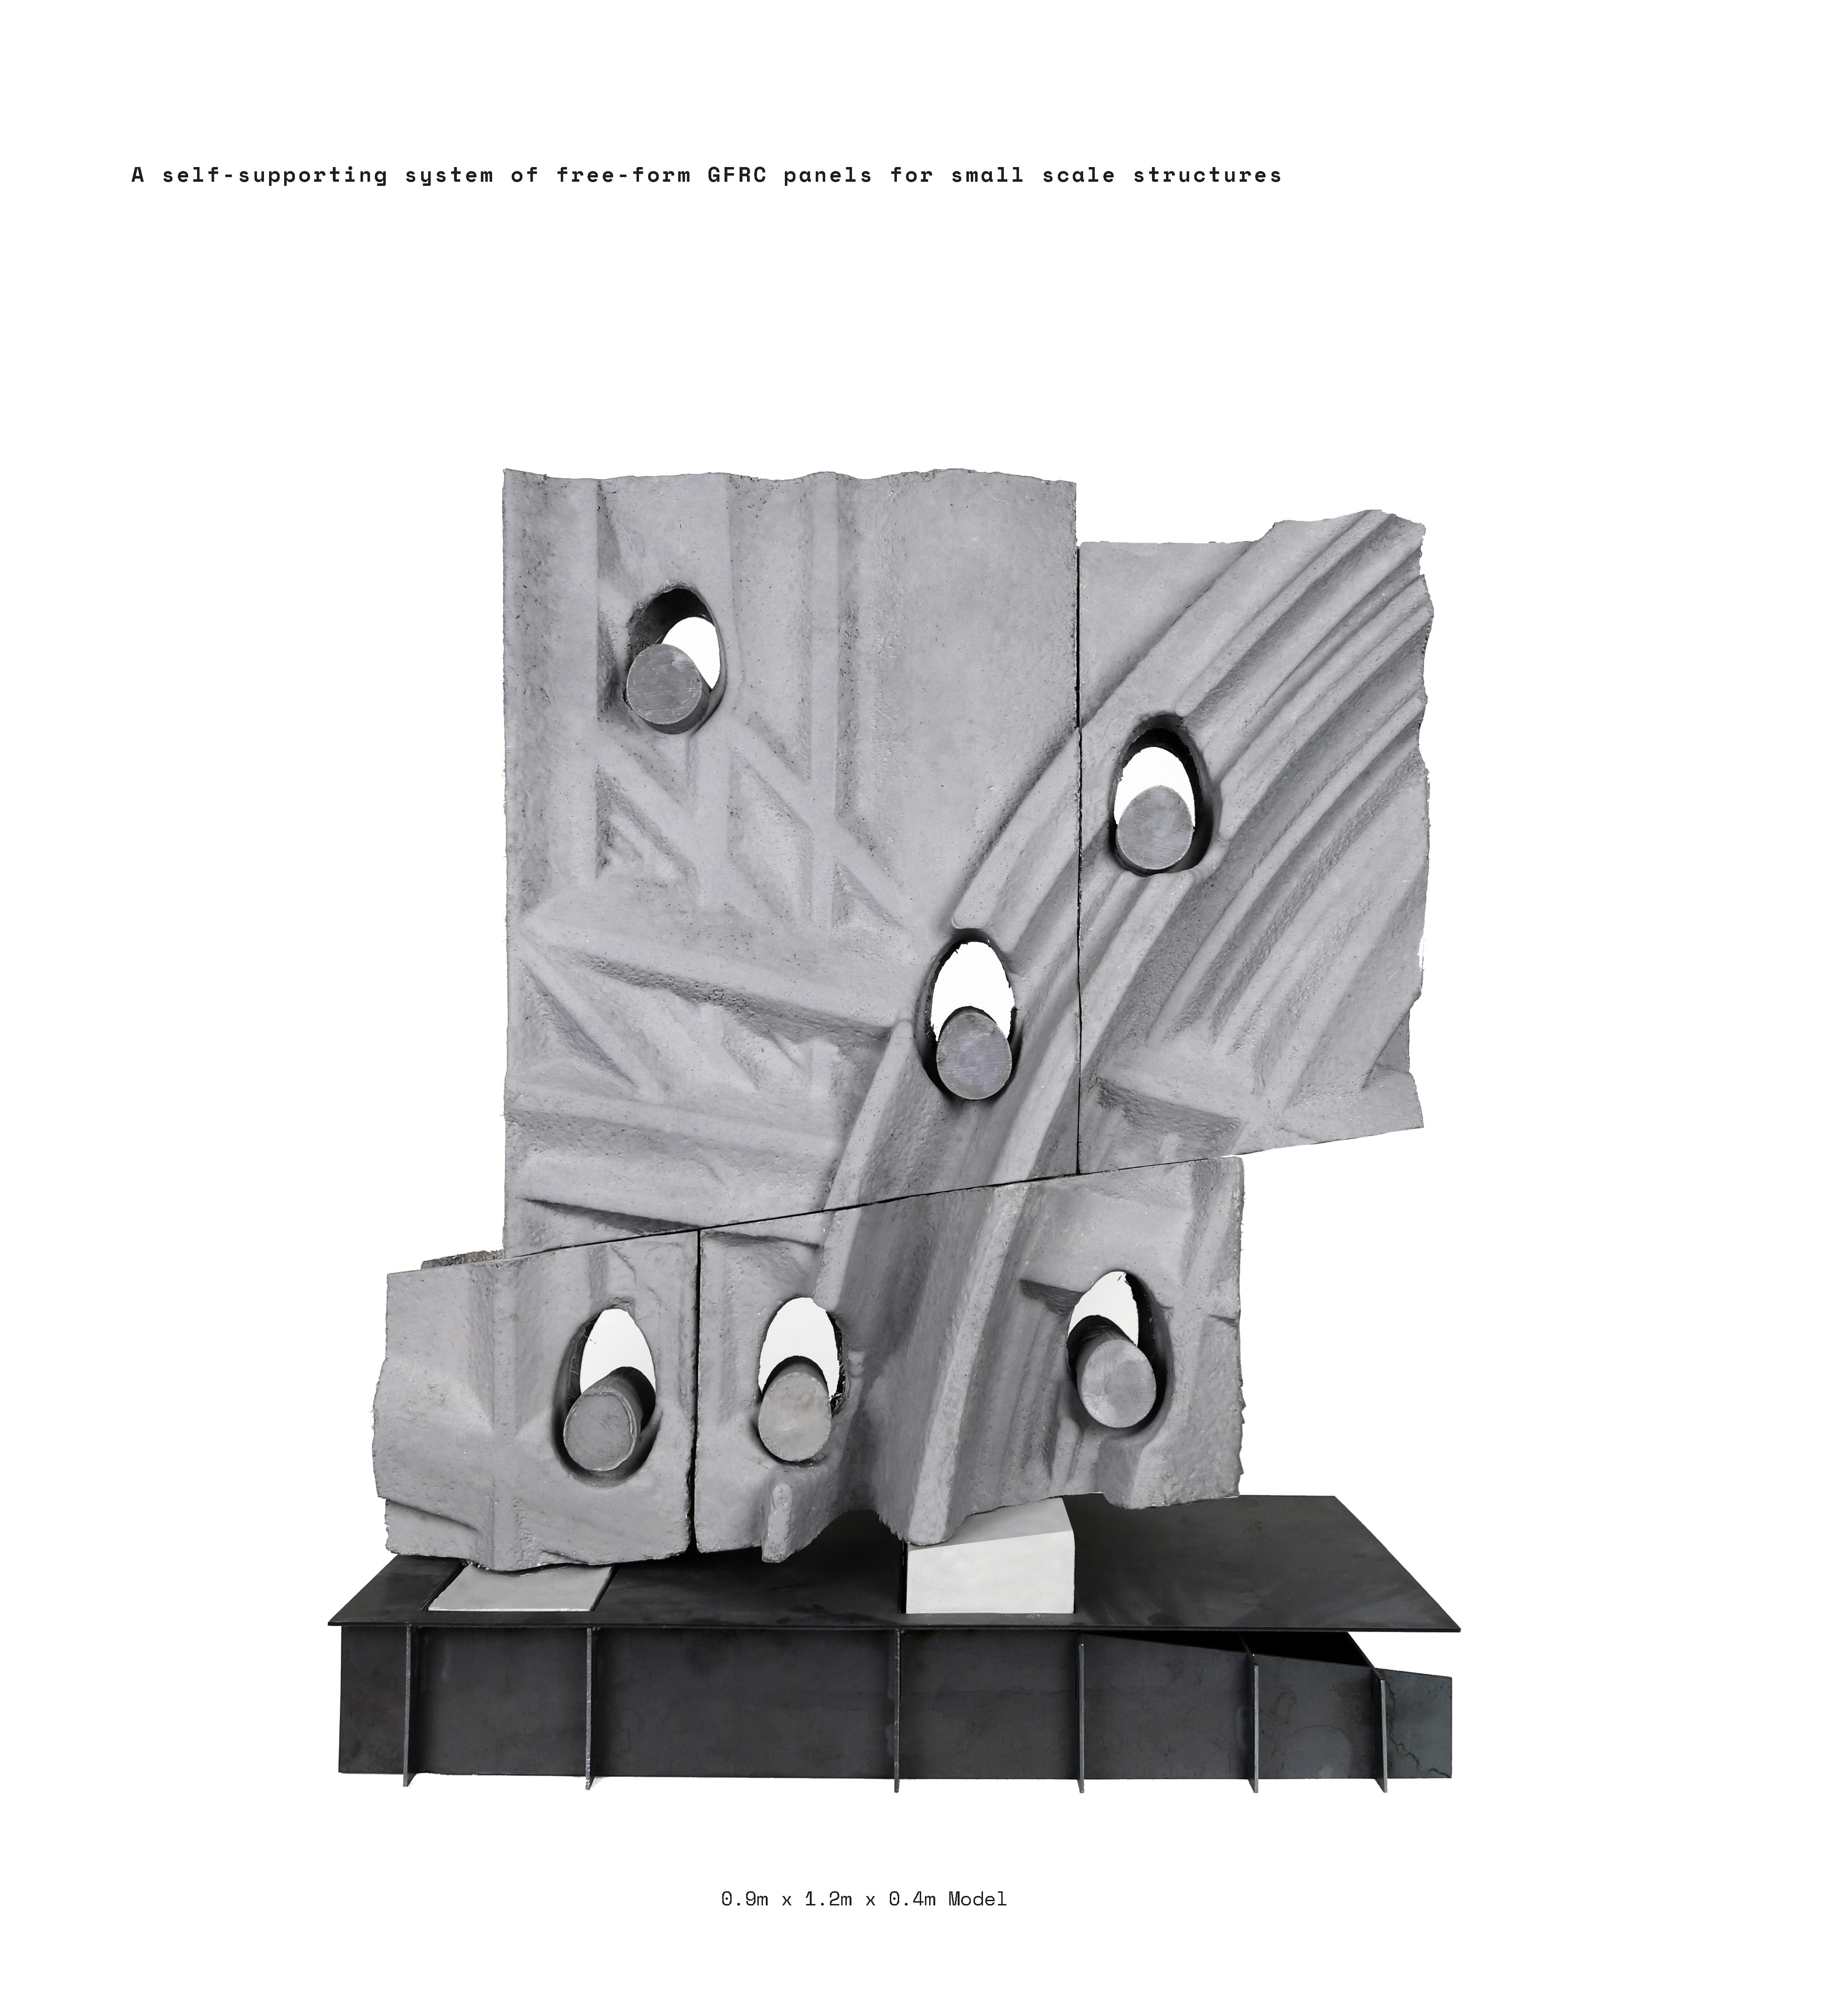 A self-supporting system of free-form GFRC panels for small scale structures
0.9m x 1.2m x 0.4m Model